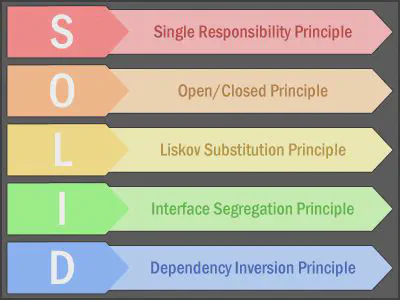 S Single Responsibility Principle
O Open/Closed Principle
L Liskov Substitution Principle
I Interface Segregation Principle
D Dependency Inversion Principle